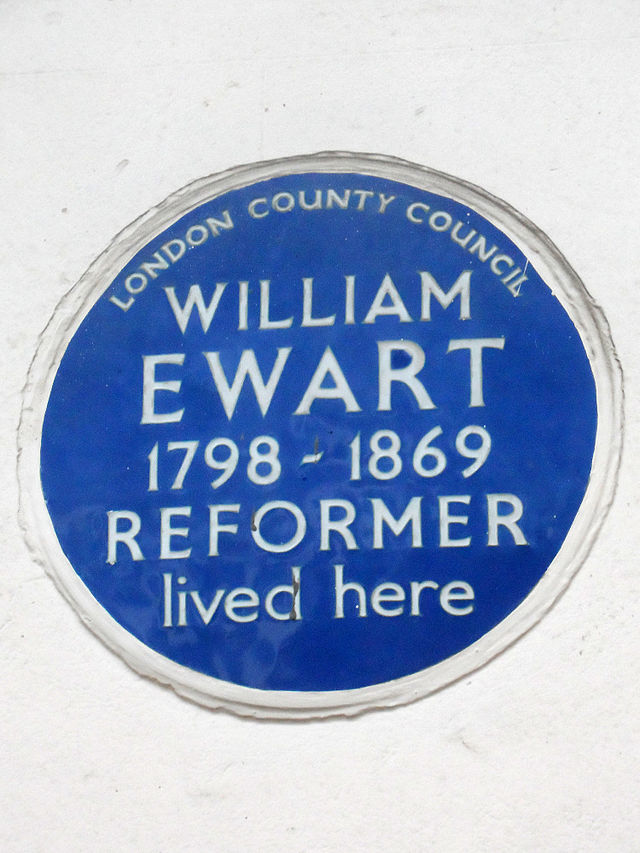 LONDON COUNTY COUNCIL
WILLIAM
EWART
1798 - 1869
REFORMER
lived here